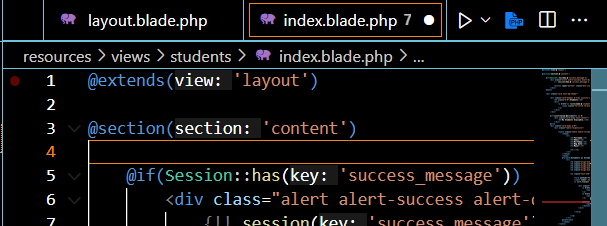 layout.blade.php index.blade.php 7
resources > views > students > index.blade.php > ...
1 @extends(view: 'layout')
2
3 @section(section: 'content')
4
5 @if(Session::has(key: 'success_message'))
6 <div class="alert alert-success alert-
7 {!! session(key: 'success_message'